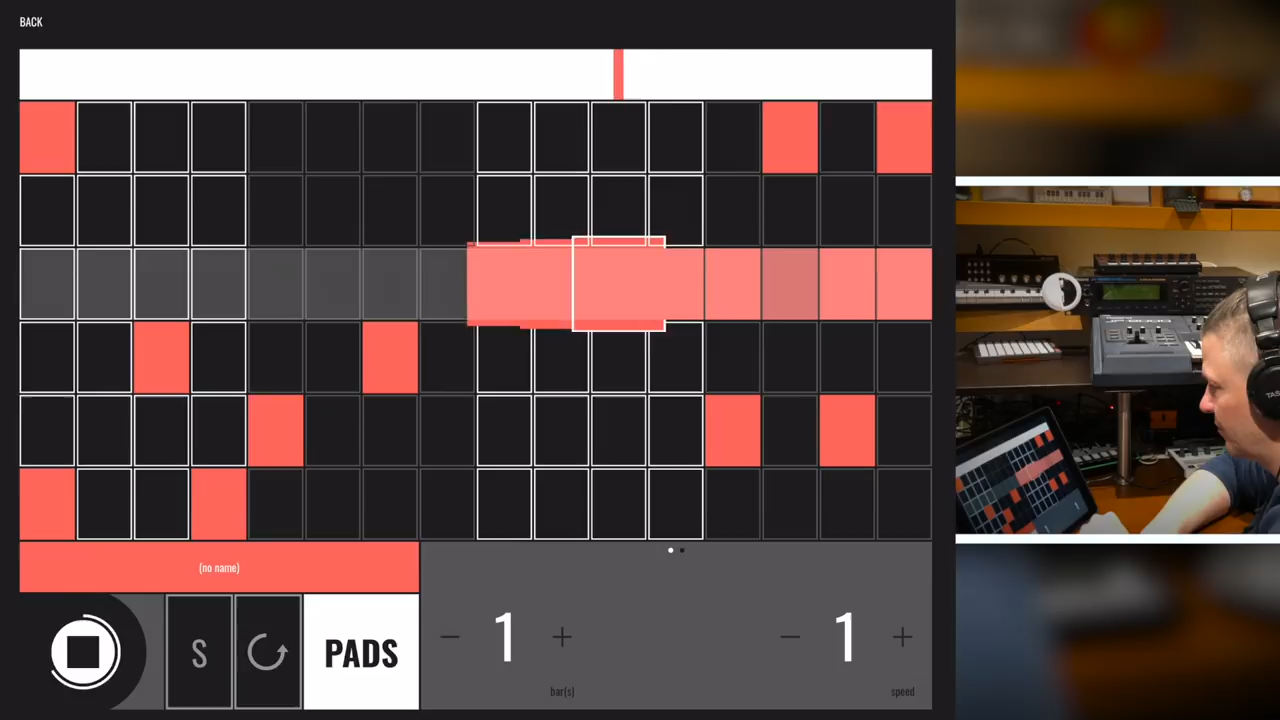 BACK
(no name)
S
PADS
− 1 +
bar(s)
− 1 +
speed